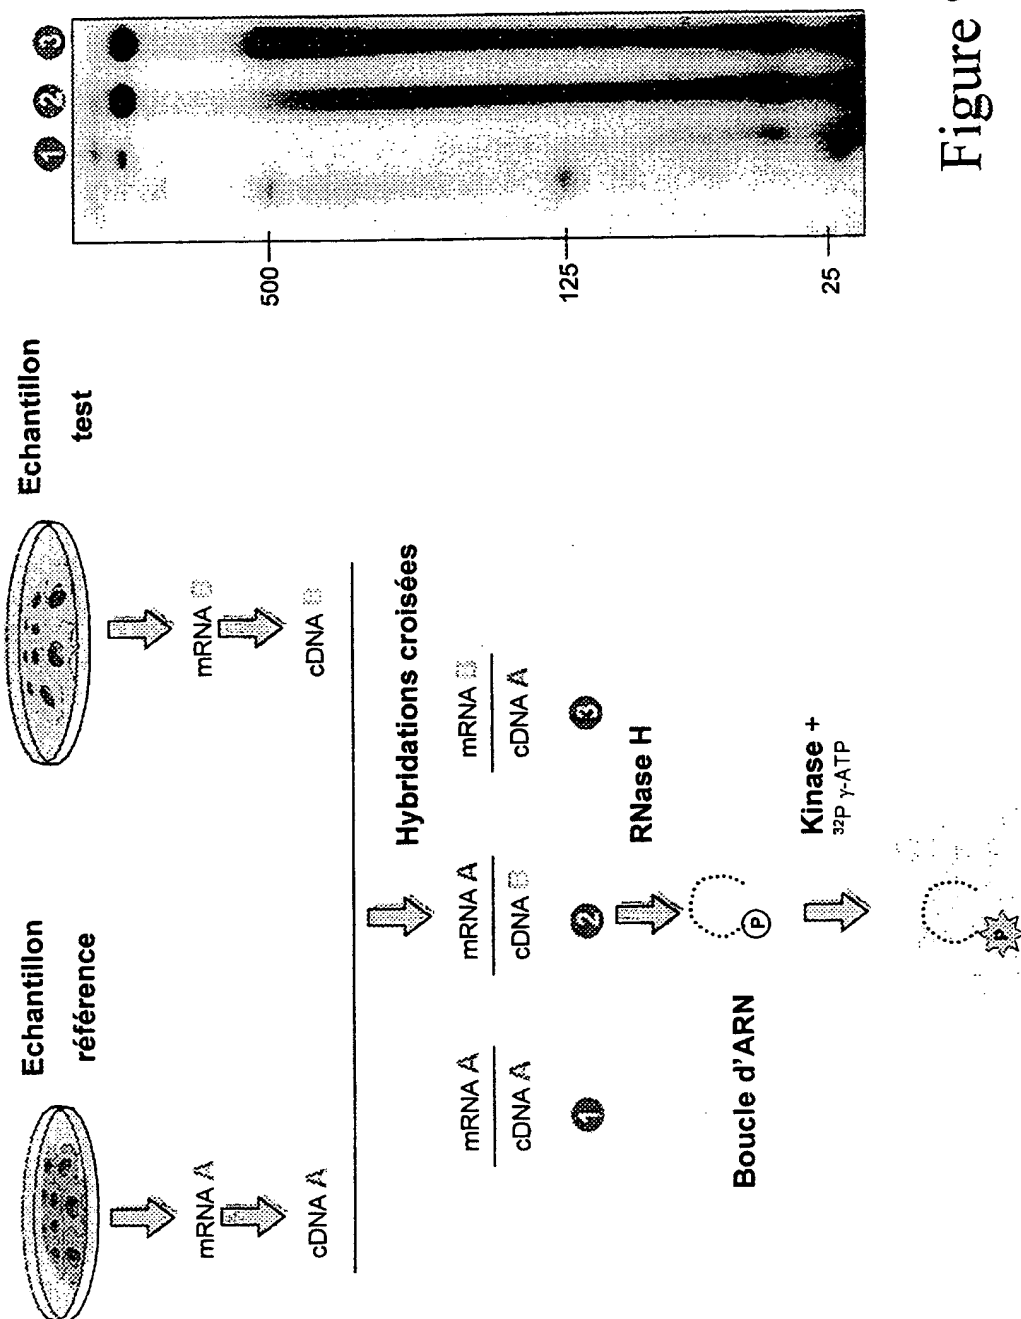 Echantillon
référence
Echantillon
test
mRNA A
mRNA B
cDNA A
cDNA B
Hybridations croisées
mRNA A
cDNA A
1
mRNA A
cDNA B
2
mRNA B
cDNA A
3
RNase H
Boucle d'ARN
P
Kinase +
32P γ-ATP
P
1
2
3
500
125
25
Figure